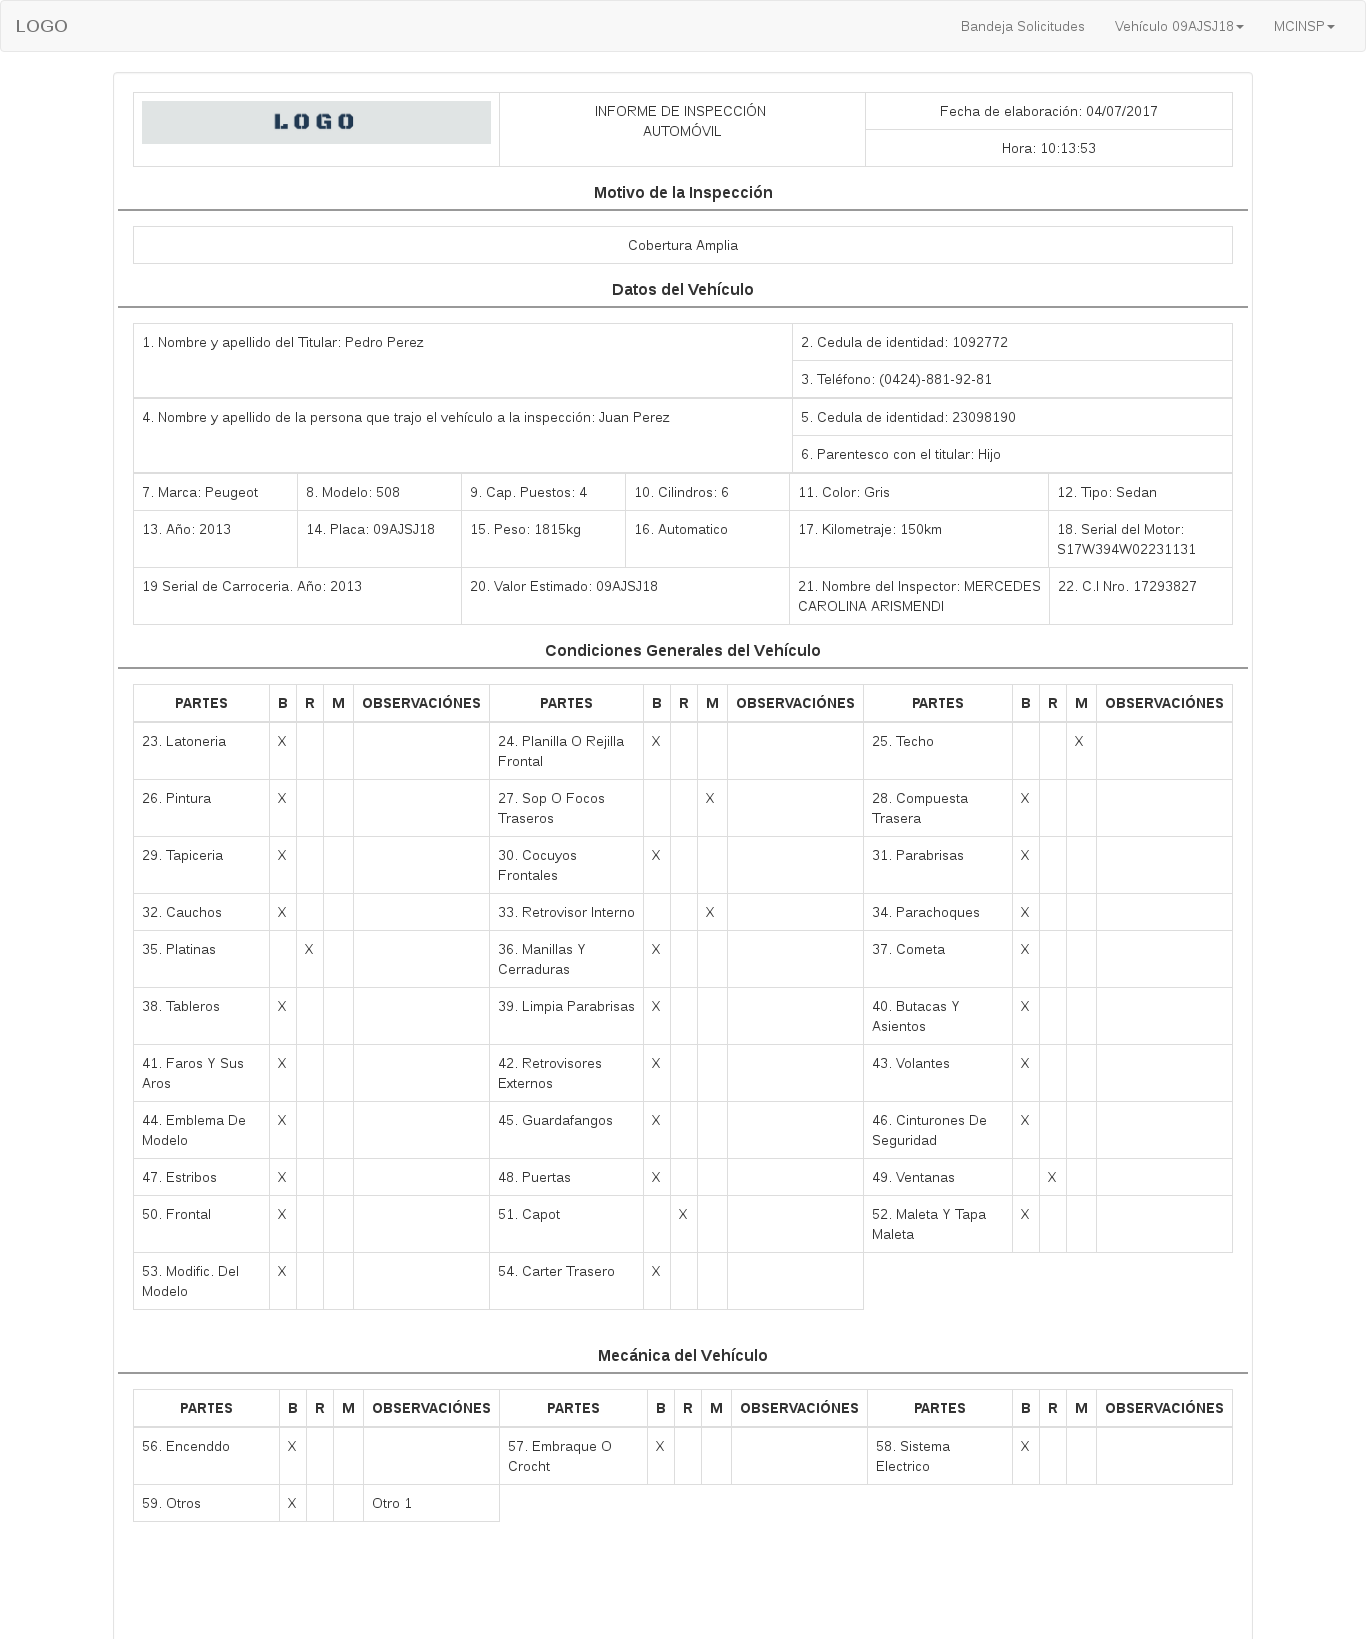 LOGO
Bandeja Solicitudes
Vehículo 09AJSJ18
MCINSP
LOGO
INFORME DE INSPECCIÓN
AUTOMÓVIL
Fecha de elaboración: 04/07/2017
Hora: 10:13:53
Motivo de la Inspección
Cobertura Amplia
Datos del Vehículo
1. Nombre y apellido del Titular: Pedro Perez
2. Cedula de identidad: 1092772
3. Teléfono: (0424)-881-92-81
4. Nombre y apellido de la persona que trajo el vehículo a la inspección: Juan Perez
5. Cedula de identidad: 23098190
6. Parentesco con el titular: Hijo
7. Marca: Peugeot
8. Modelo: 508
9. Cap. Puestos: 4
10. Cilindros: 6
11. Color: Gris
12. Tipo: Sedan
13. Año: 2013
14. Placa: 09AJSJ18
15. Peso: 1815kg
16. Automatico
17. Kilometraje: 150km
18. Serial del Motor:
S17W394W02231131
19 Serial de Carroceria. Año: 2013
20. Valor Estimado: 09AJSJ18
21. Nombre del Inspector: MERCEDES
CAROLINA ARISMENDI
22. C.I Nro. 17293827
Condiciones Generales del Vehículo
PARTES B R M OBSERVACIÓNES PARTES B R M OBSERVACIÓNES PARTES B R M OBSERVACIÓNES
23. Latoneria X
24. Planilla O Rejilla
Frontal X
25. Techo X
26. Pintura X
27. Sop O Focos
Traseros X
28. Compuesta
Trasera X
29. Tapiceria X
30. Cocuyos
Frontales X
31. Parabrisas X
32. Cauchos X
33. Retrovisor Interno X
34. Parachoques X
35. Platinas X
36. Manillas Y
Cerraduras X
37. Cometa X
38. Tableros X
39. Limpia Parabrisas X
40. Butacas Y
Asientos X
41. Faros Y Sus
Aros X
42. Retrovisores
Externos X
43. Volantes X
44. Emblema De
Modelo X
45. Guardafangos X
46. Cinturones De
Seguridad X
47. Estribos X
48. Puertas X
49. Ventanas X
50. Frontal X
51. Capot X
52. Maleta Y Tapa
Maleta X
53. Modific. Del
Modelo X
54. Carter Trasero X
Mecánica del Vehículo
PARTES B R M OBSERVACIÓNES PARTES B R M OBSERVACIÓNES PARTES B R M OBSERVACIÓNES
56. Encenddo X
57. Embraque O
Crocht X
58. Sistema
Electrico X
59. Otros X Otro 1